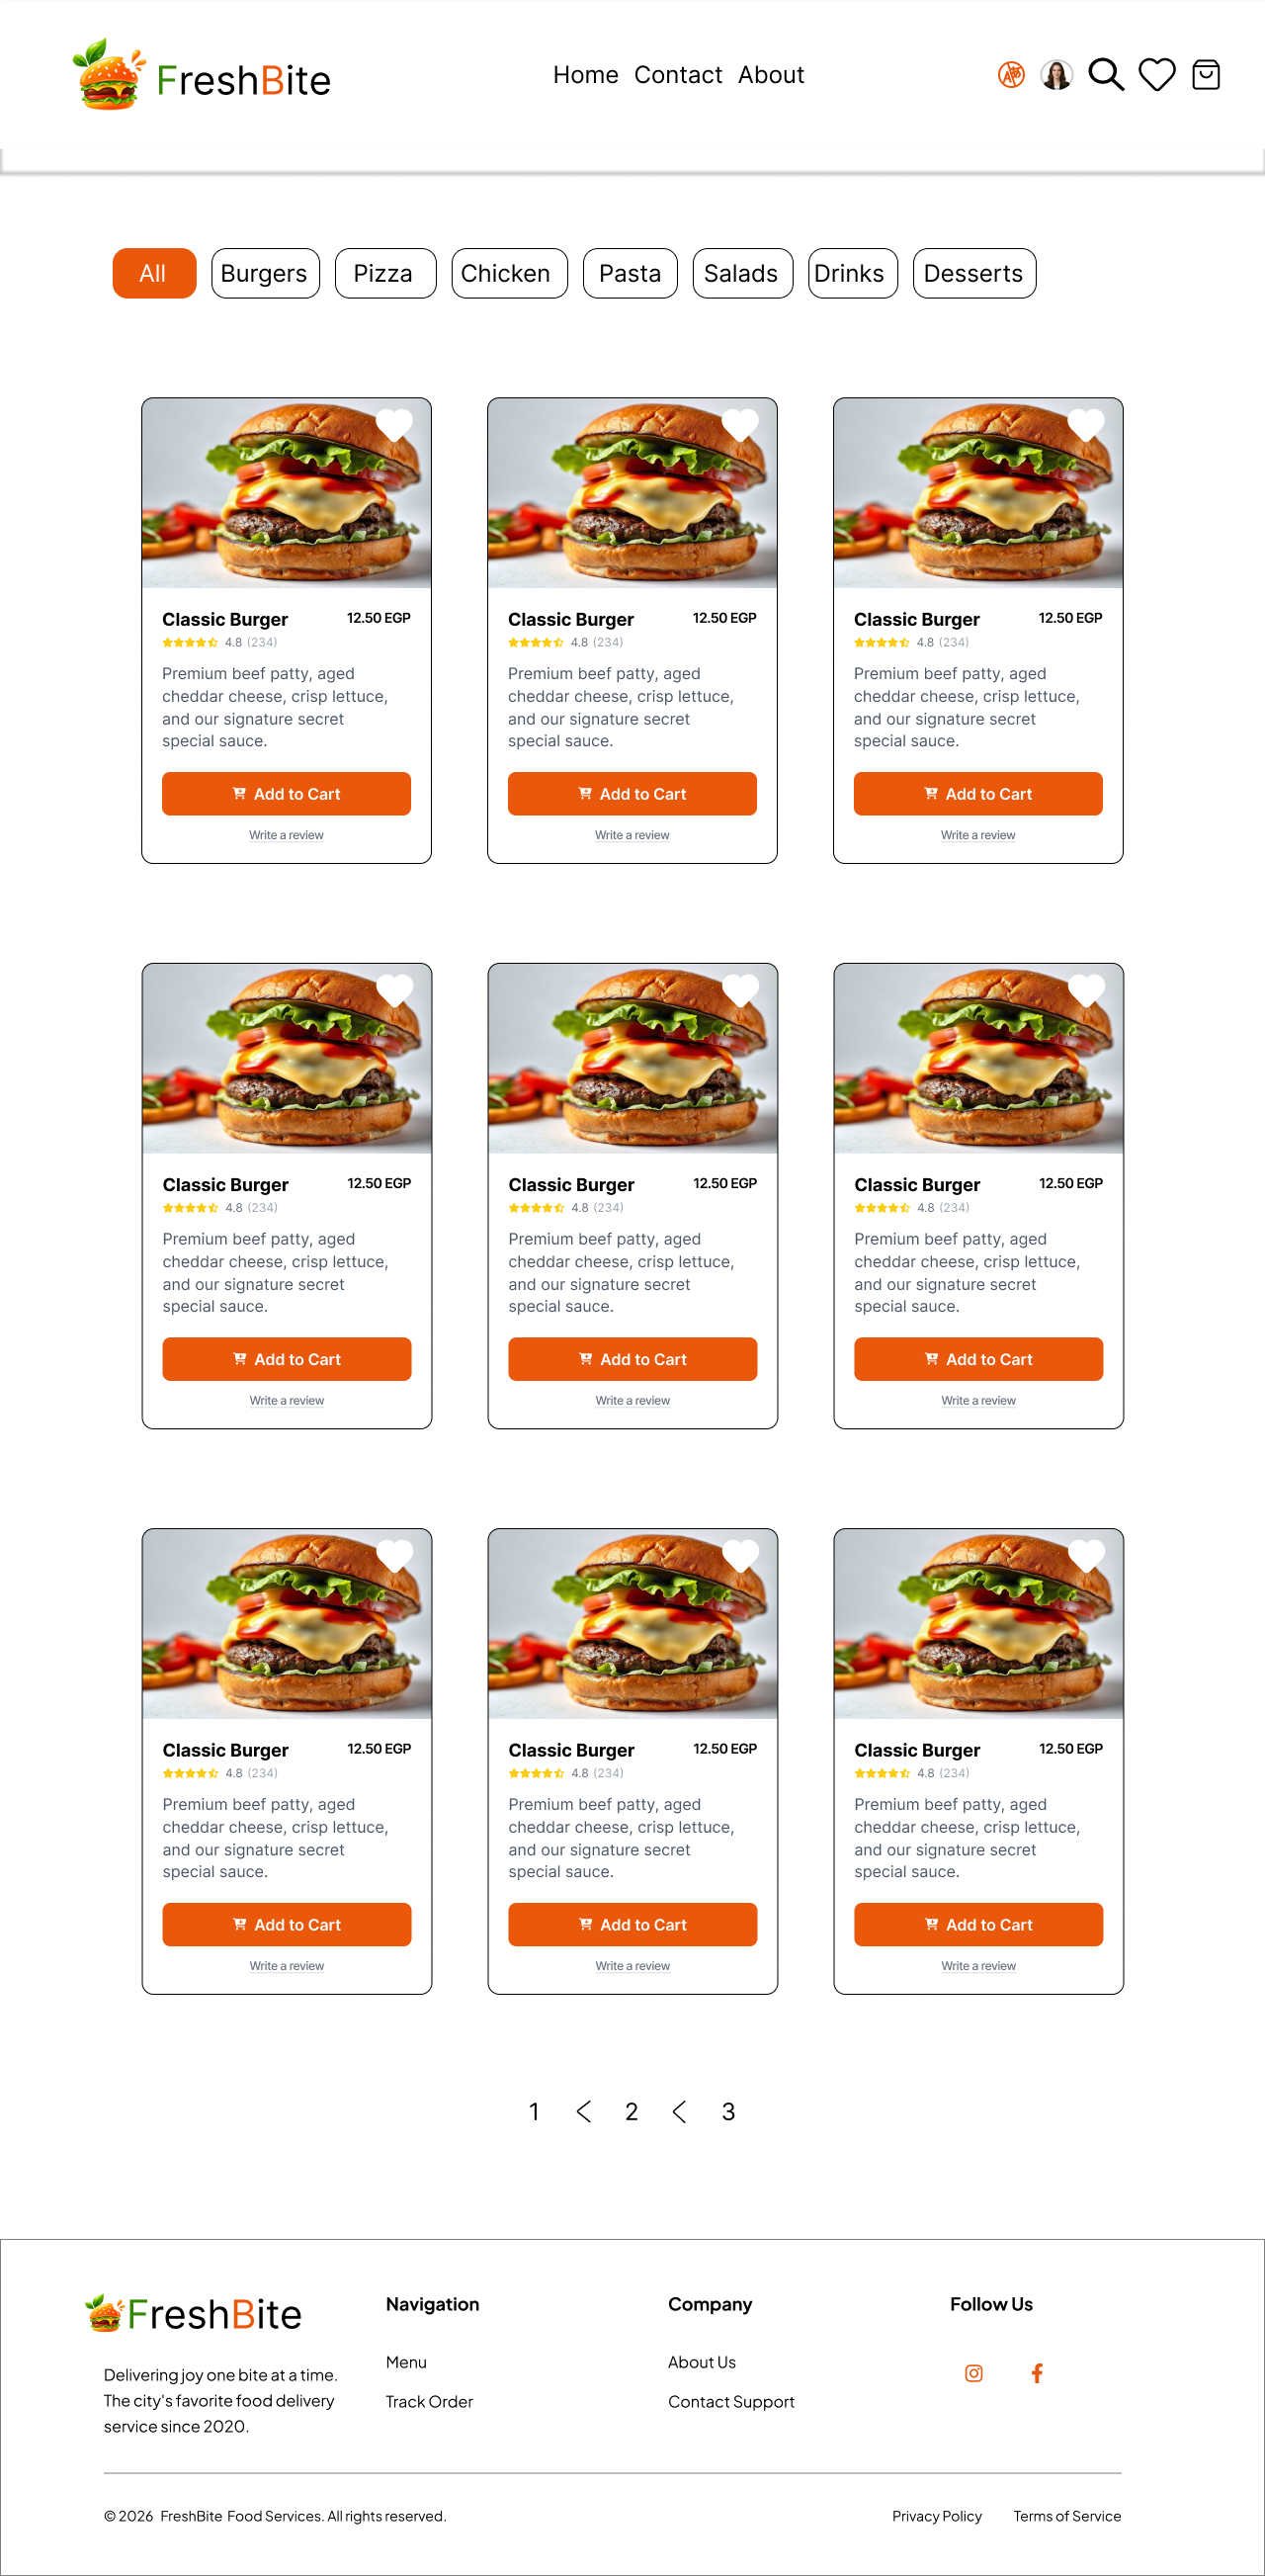 FreshBite
Home Contact About
All Burgers Pizza Chicken Pasta Salads Drinks Desserts
Classic Burger 12.50 EGP
4.8 (234)
Premium beef patty, aged
cheddar cheese, crisp lettuce,
and our signature secret
special sauce.
Add to Cart
Write a review
Classic Burger 12.50 EGP
4.8 (234)
Premium beef patty, aged
cheddar cheese, crisp lettuce,
and our signature secret
special sauce.
Add to Cart
Write a review
Classic Burger 12.50 EGP
4.8 (234)
Premium beef patty, aged
cheddar cheese, crisp lettuce,
and our signature secret
special sauce.
Add to Cart
Write a review
Classic Burger 12.50 EGP
4.8 (234)
Premium beef patty, aged
cheddar cheese, crisp lettuce,
and our signature secret
special sauce.
Add to Cart
Write a review
Classic Burger 12.50 EGP
4.8 (234)
Premium beef patty, aged
cheddar cheese, crisp lettuce,
and our signature secret
special sauce.
Add to Cart
Write a review
Classic Burger 12.50 EGP
4.8 (234)
Premium beef patty, aged
cheddar cheese, crisp lettuce,
and our signature secret
special sauce.
Add to Cart
Write a review
Classic Burger 12.50 EGP
4.8 (234)
Premium beef patty, aged
cheddar cheese, crisp lettuce,
and our signature secret
special sauce.
Add to Cart
Write a review
Classic Burger 12.50 EGP
4.8 (234)
Premium beef patty, aged
cheddar cheese, crisp lettuce,
and our signature secret
special sauce.
Add to Cart
Write a review
Classic Burger 12.50 EGP
4.8 (234)
Premium beef patty, aged
cheddar cheese, crisp lettuce,
and our signature secret
special sauce.
Add to Cart
Write a review
1 < 2 < 3
FreshBite
Delivering joy one bite at a time.
The city's favorite food delivery
service since 2020.
Navigation
Menu
Track Order
Company
About Us
Contact Support
Follow Us
© 2026 FreshBite Food Services. All rights reserved.
Privacy Policy Terms of Service